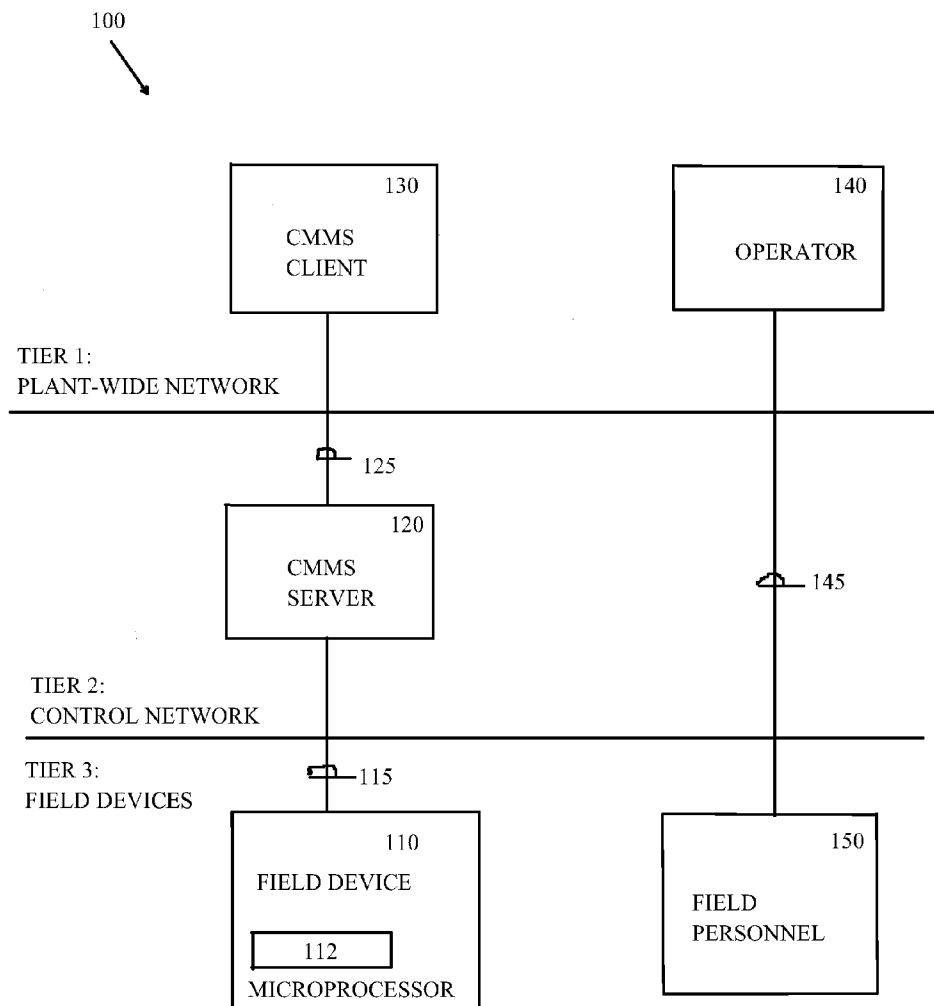 100
130
CMMS
CLIENT
140
OPERATOR
TIER 1:
PLANT-WIDE NETWORK
125
120
CMMS
SERVER
145
TIER 2:
CONTROL NETWORK
TIER 3:
FIELD DEVICES
115
110
FIELD DEVICE
112
MICROPROCESSOR
150
FIELD
PERSONNEL